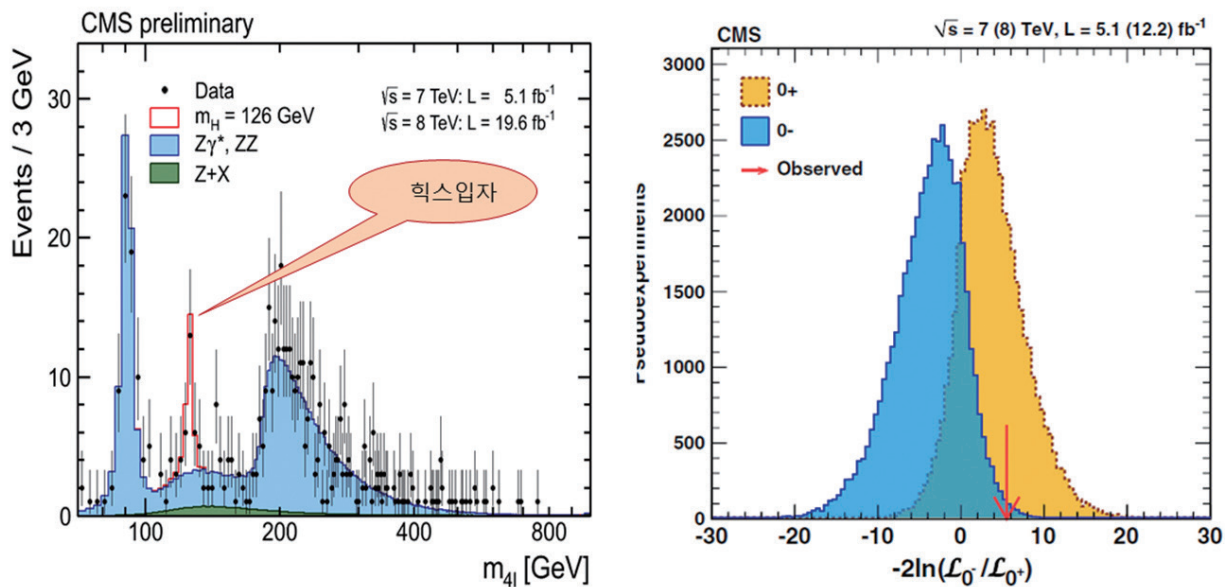 CMS preliminary
Events / 3 GeV
30
20
10
0
Data
m_H = 126 GeV
Zγ*, ZZ
Z+X
√s = 7 TeV: L = 5.1 fb⁻¹
√s = 8 TeV: L = 19.6 fb⁻¹
힉스입자
100 200 400 800
m_4l [GeV]
CMS √s = 7 (8) TeV, L = 5.1 (12.2) fb⁻¹
Pseudoexperiments
3000
2500
2000
1500
1000
500
0
0+
0-
Observed
-30 -20 -10 0 10 20 30
-2ln(ℒ_0⁻/ℒ_0⁺)